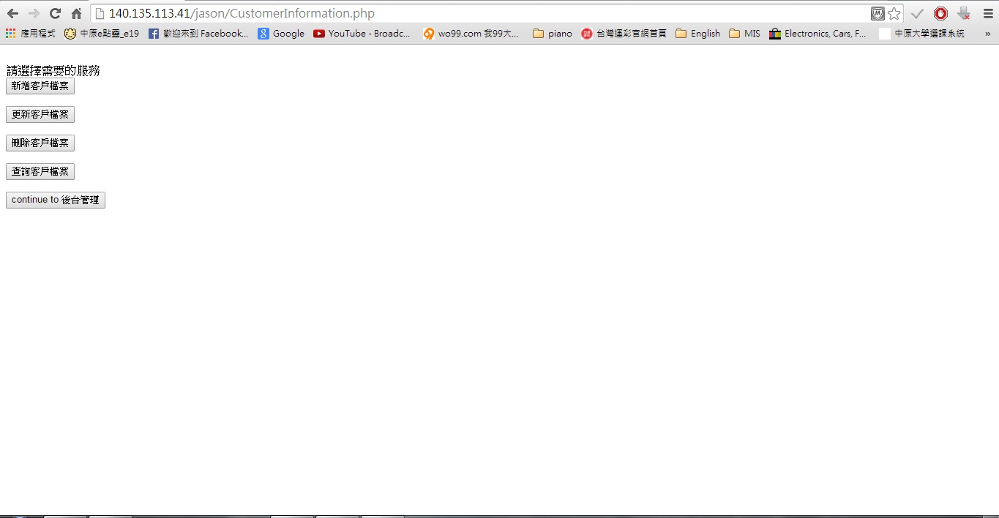 140.135.113.41/jason/CustomerInformation.php
應用程式 中原e點靈_e19 歡迎來到 Facebook... Google YouTube - Broadc... wo99.com 我99大... piano 台灣運彩官網首頁 English MIS Electronics, Cars, F... 中原大學選課系統 »
請選擇需要的服務
新增客戶檔案
更新客戶檔案
刪除客戶檔案
查詢客戶檔案
continue to 後台管理